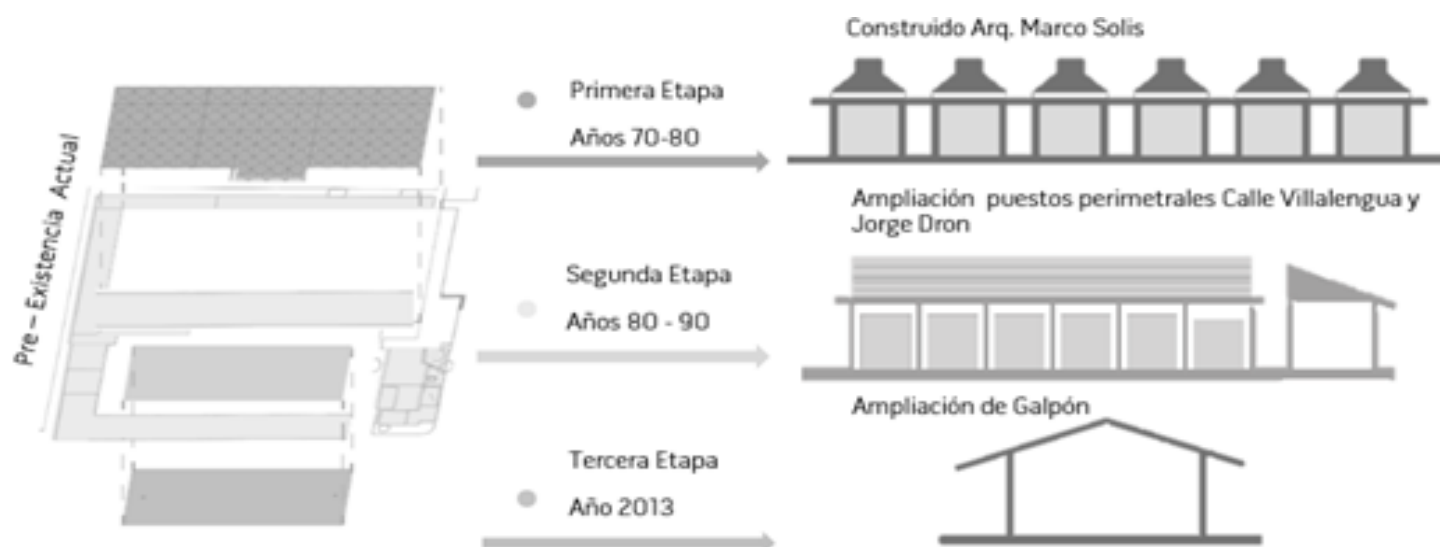 Pre – Existencia Actual
Primera Etapa
Años 70-80
Construido Arq. Marco Solis
Segunda Etapa
Años 80 - 90
Ampliación puestos perimetrales Calle Villalengua y
Jorge Dron
Tercera Etapa
Año 2013
Ampliación de Galpón